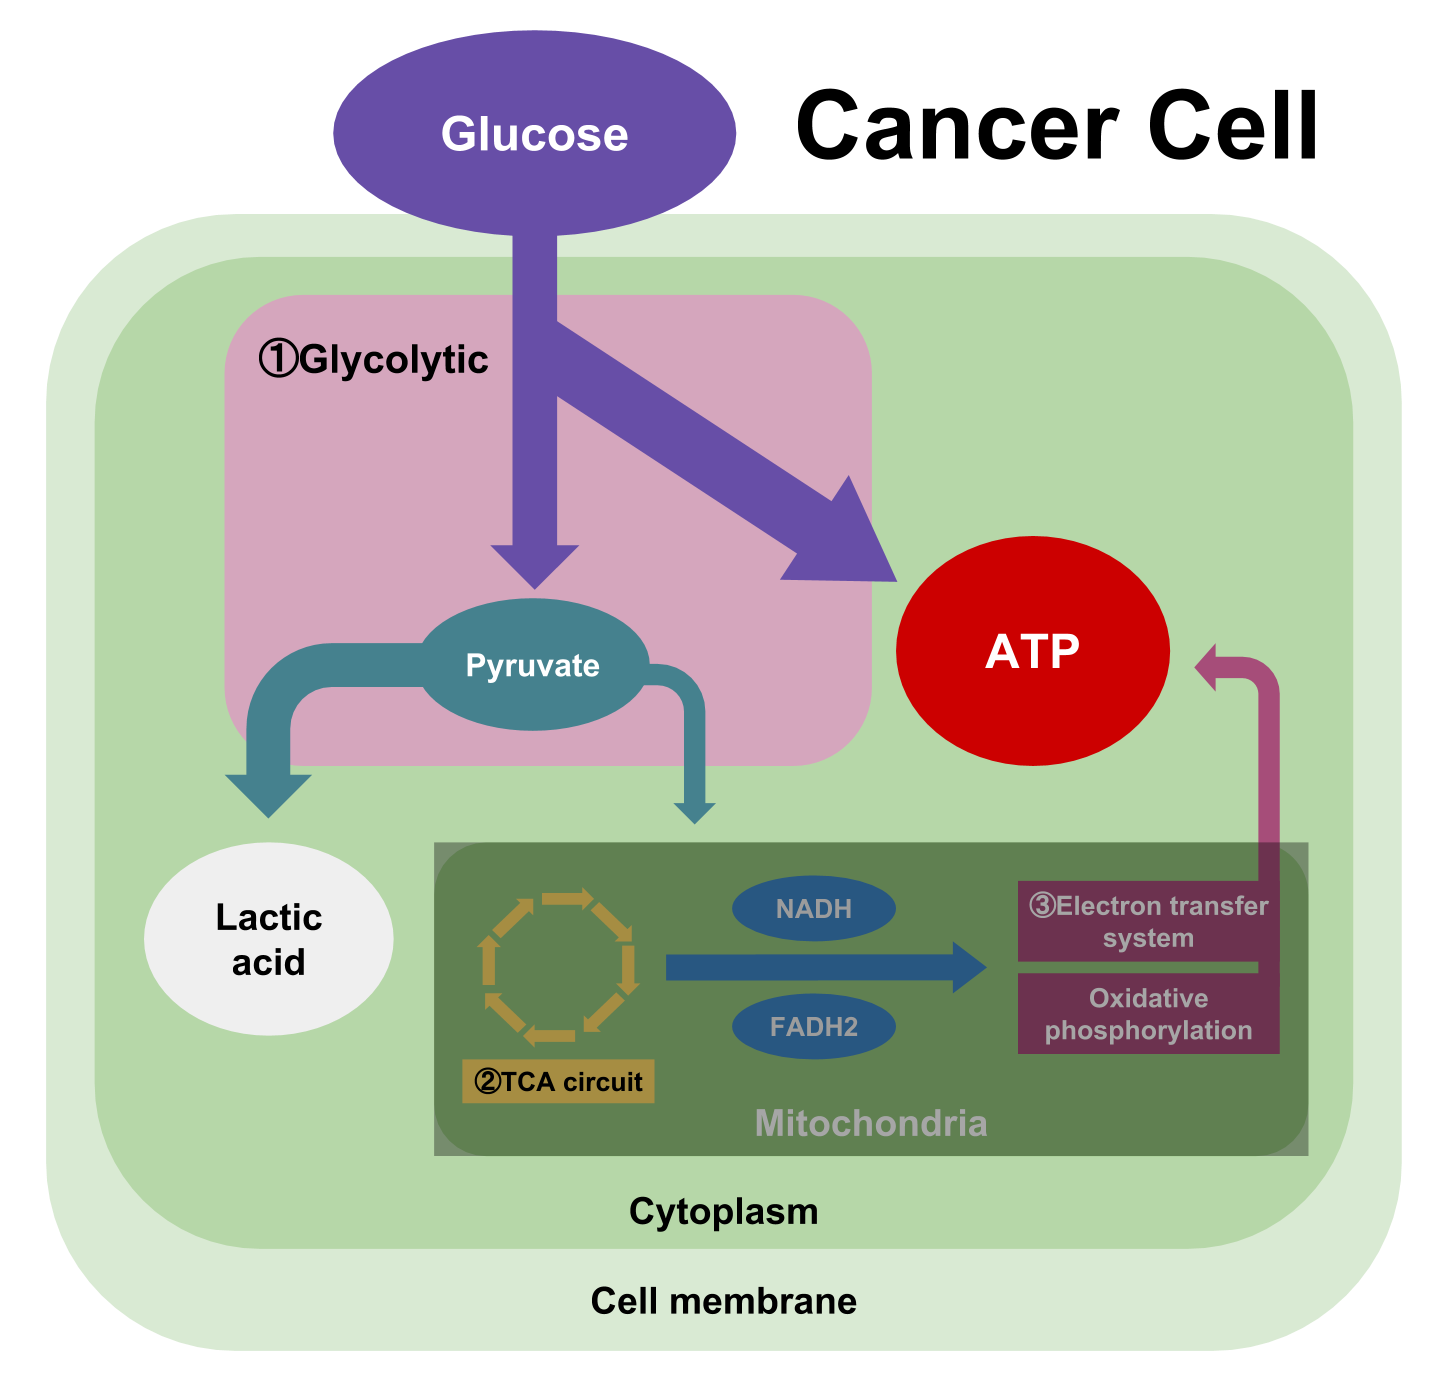 Glucose
Cancer Cell
①Glycolytic
ATP
Pyruvate
Lactic
acid
NADH
FADH2
③Electron transfer
system
Oxidative
phosphorylation
②TCA circuit
Mitochondria
Cytoplasm
Cell membrane